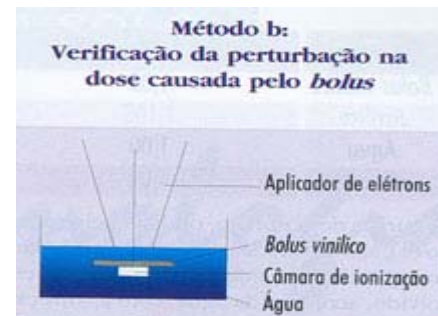 Método b:
Verificação da perturbação na
dose causada pelo bolus
Aplicador de elétrons
Bolus vinílico
Câmara de ionização
Água